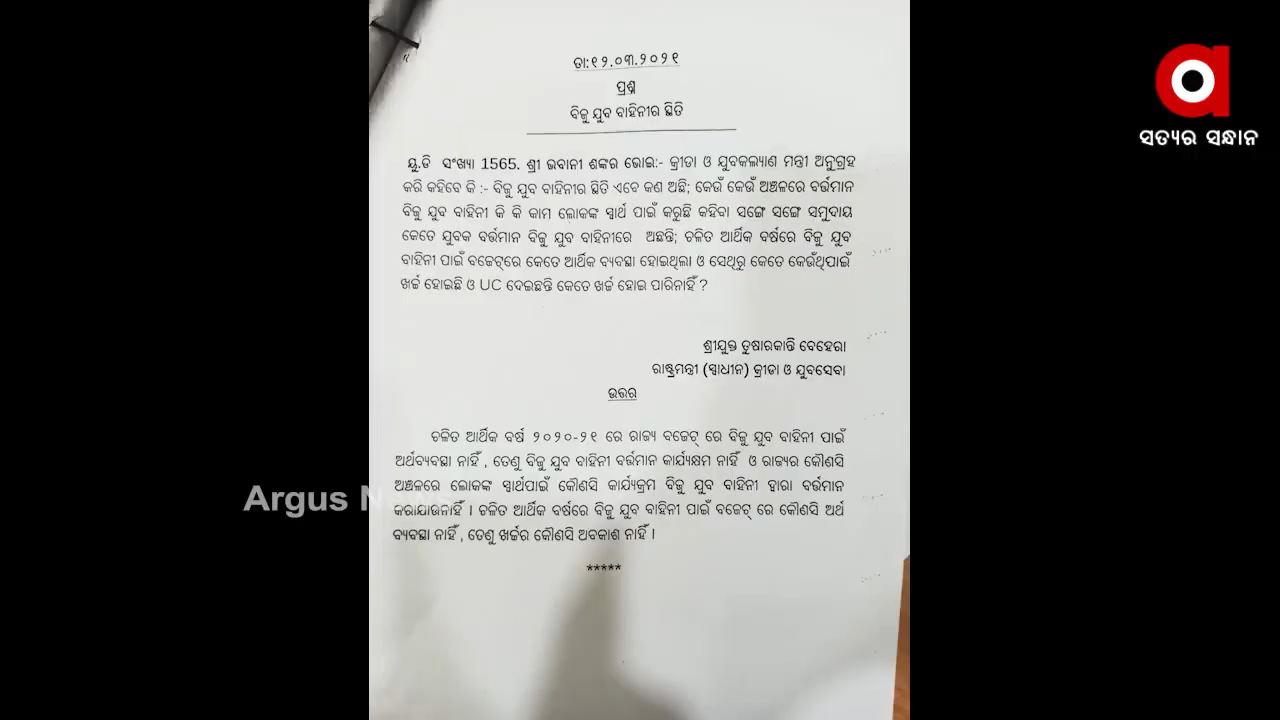 ତା:୧୨.୦୩.୨୦୨୧
ପ୍ରଶ୍ନ
ବିଜୁ ଯୁବ ବାହିନୀର ସ୍ଥିତି
ୟୁ.ଡି ସଂଖ୍ୟା 1565. ଶ୍ରୀ ଭବାନୀ ଶଙ୍କର ଭୋଇ:- କ୍ରୀଡା ଓ ଯୁବକଲ୍ୟାଣ ମନ୍ତ୍ରୀ ଅନୁଗ୍ରହ
କରି କହିବେ କି :- ବିଜୁ ଯୁବ ବାହିନୀର ସ୍ଥିତି ଏବେ କଣ ଅଛି; କେଉଁ କେଉଁ ଅଞ୍ଚଳରେ ବର୍ତ୍ତମାନ
ବିଜୁ ଯୁବ ବାହିନୀ କି କି କାମ ଲୋକଙ୍କ ସ୍ୱାର୍ଥ ପାଇଁ କରୁଛି କହିବା ସଙ୍ଗେ ସଙ୍ଗେ ସମୁଦାୟ
କେତେ ଯୁବକ ବର୍ତ୍ତମାନ ବିଜୁ ଯୁବ ବାହିନୀରେ ଅଛନ୍ତି; ଚଳିତ ଆର୍ଥିକ ବର୍ଷରେ ବିଜୁ ଯୁବ
ବାହିନୀ ପାଇଁ ବଜେଟ୍‌ରେ କେତେ ଆର୍ଥିକ ବ୍ୟବସ୍ଥା ହୋଇଥିଲା ଓ ସେଥିରୁ କେତେ କେଉଁଥିପାଇଁ
ଖର୍ଚ୍ଚ ହୋଇଛି ଓ UC ଦେଇଛନ୍ତି କେତେ ଖର୍ଚ୍ଚ ହୋଇ ପାରିନାହିଁ ?
ଶ୍ରୀଯୁକ୍ତ ତୁଷାରକାନ୍ତି ବେହେରା
ରାଷ୍ଟ୍ରମନ୍ତ୍ରୀ (ସ୍ୱାଧୀନ) କ୍ରୀଡା ଓ ଯୁବସେବା
ଉତ୍ତର
ଚଳିତ ଆର୍ଥିକ ବର୍ଷ ୨୦୨୦-୨୧ ରେ ରାଜ୍ୟ ବଜେଟ୍ ରେ ବିଜୁ ଯୁବ ବାହିନୀ ପାଇଁ
ଅର୍ଥବ୍ୟବସ୍ଥା ନାହିଁ , ତେଣୁ ବିଜୁ ଯୁବ ବାହିନୀ ବର୍ତ୍ତମାନ କାର୍ଯ୍ୟକ୍ଷମ ନାହିଁ ଓ ରାଜ୍ୟର କୌଣସି
ଅଞ୍ଚଳରେ ଲୋକଙ୍କ ସ୍ୱାର୍ଥପାଇଁ କୌଣସି କାର୍ଯ୍ୟକ୍ରମ ବିଜୁ ଯୁବ ବାହିନୀ ଦ୍ୱାରା ବର୍ତ୍ତମାନ
କରାଯାଉନାହିଁ । ଚଳିତ ଆର୍ଥିକ ବର୍ଷରେ ବିଜୁ ଯୁବ ବାହିନୀ ପାଇଁ ବଜେଟ୍ ରେ କୌଣସି ଅର୍ଥ
ବ୍ୟବସ୍ଥା ନାହିଁ , ତେଣୁ ଖର୍ଚ୍ଚର କୌଣସି ଅବକାଶ ନାହିଁ ।
*****
Argus News
ସତ୍ୟର ସନ୍ଧାନ